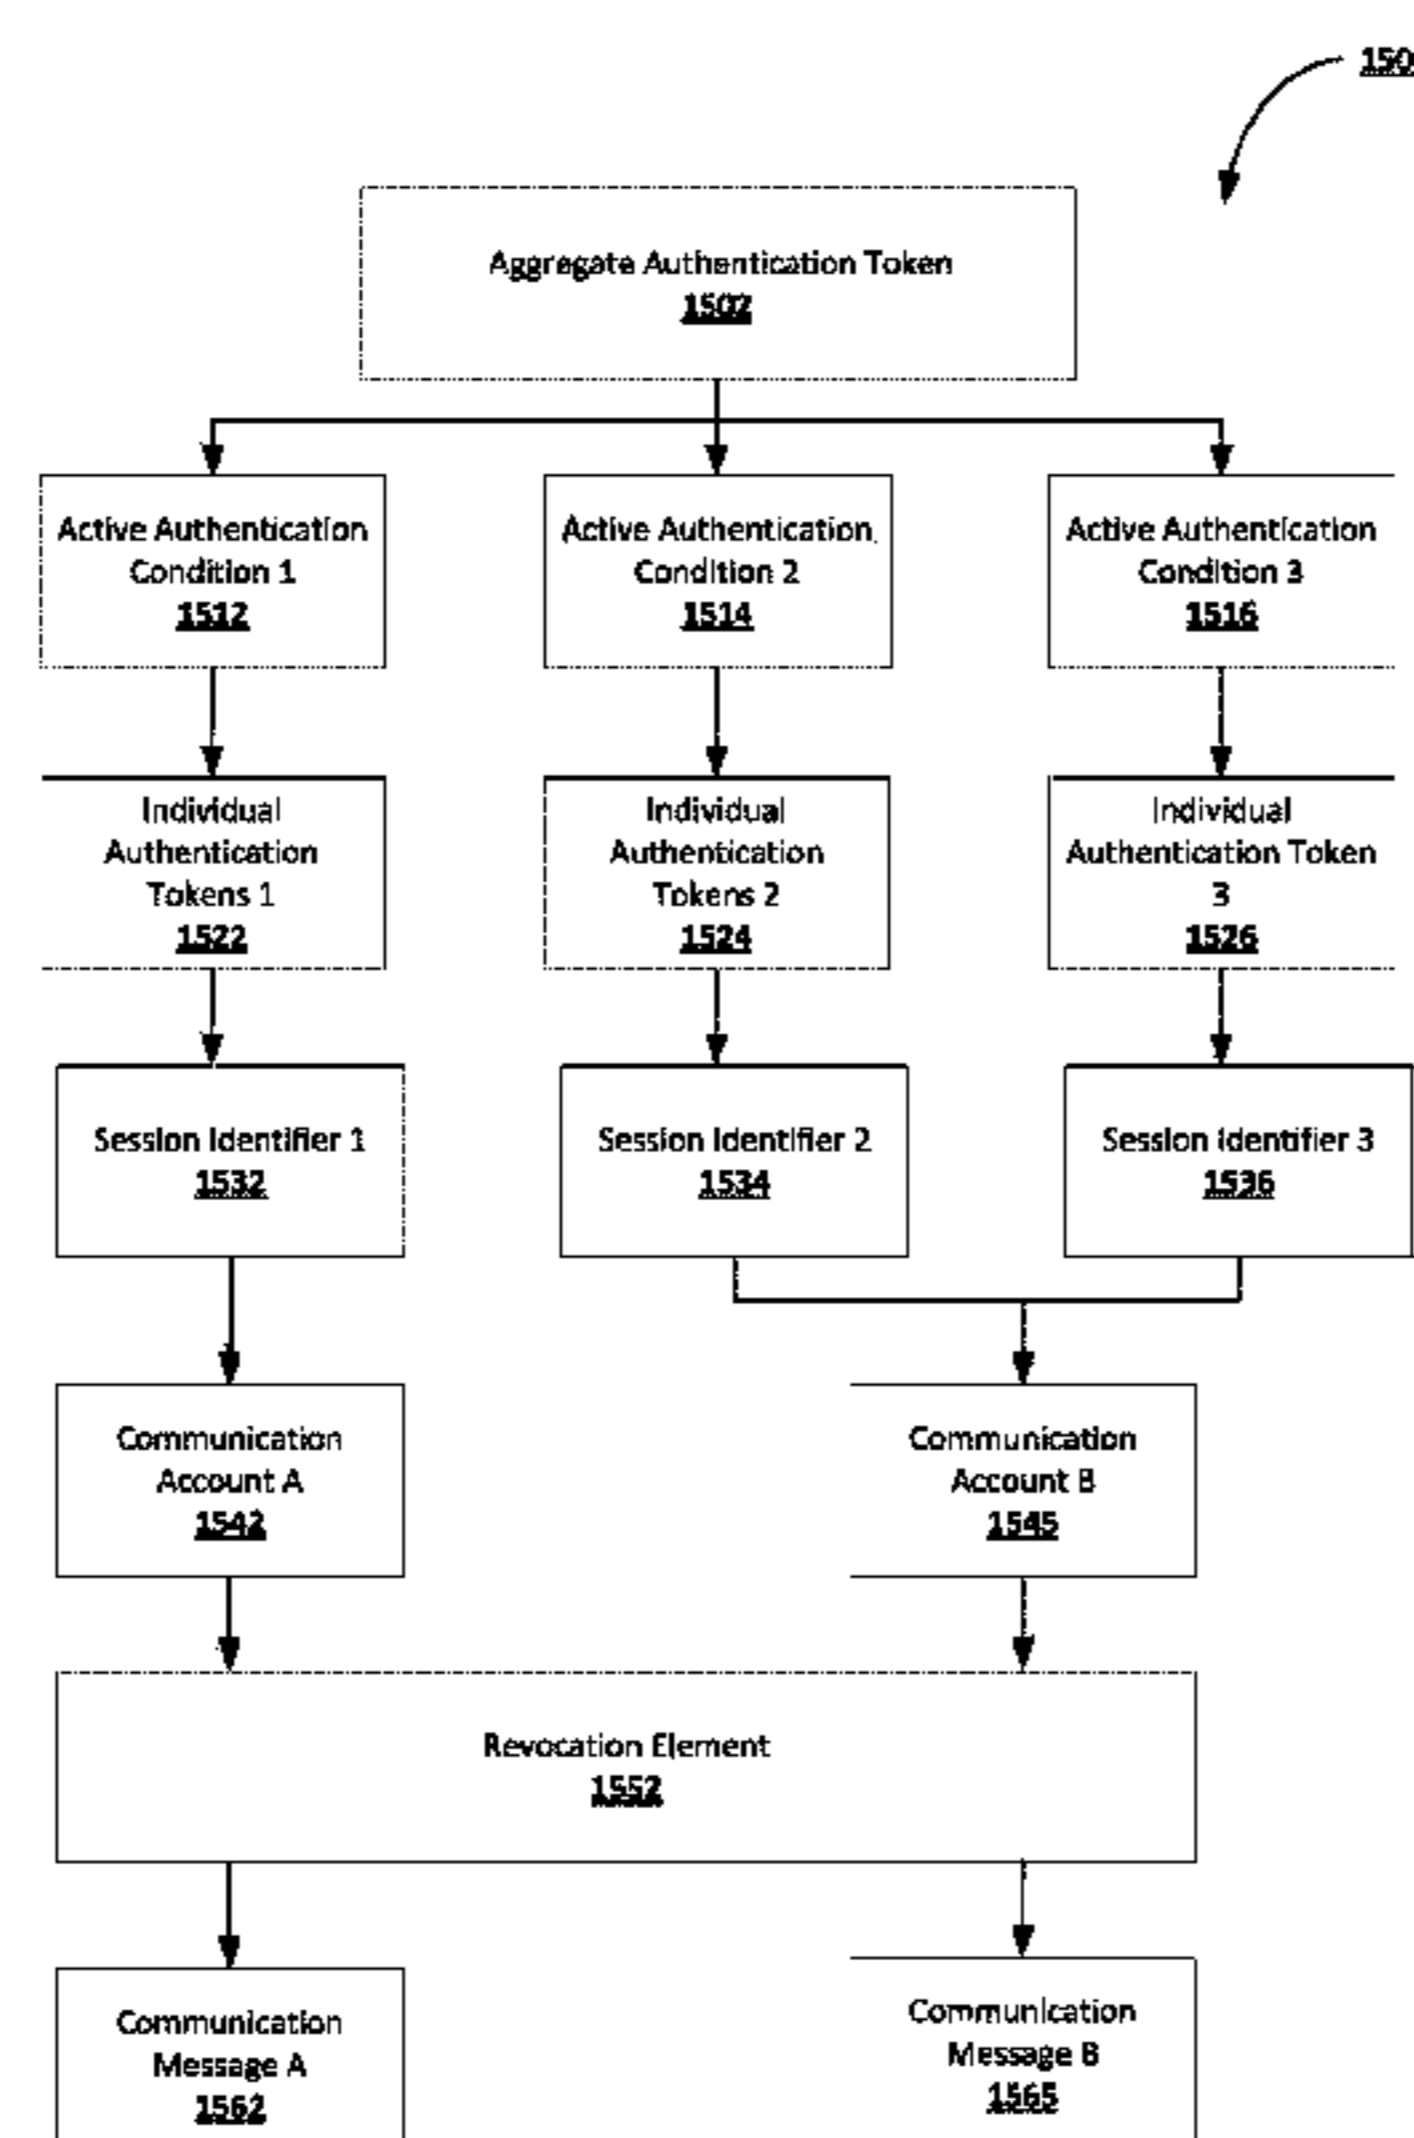 150
Aggregate Authentication Token
1502
Active Authentication
Condition 1
1512
Active Authentication
Condition 2
1514
Active Authentication
Condition 3
1516
Individual
Authentication
Tokens 1
1522
Individual
Authentication
Tokens 2
1524
Individual
Authentication Token
3
1526
Session Identifier 1
1532
Session Identifier 2
1534
Session Identifier 3
1536
Communication
Account A
1542
Communication
Account B
1545
Revocation Element
1552
Communication
Message A
1562
Communication
Message B
1565